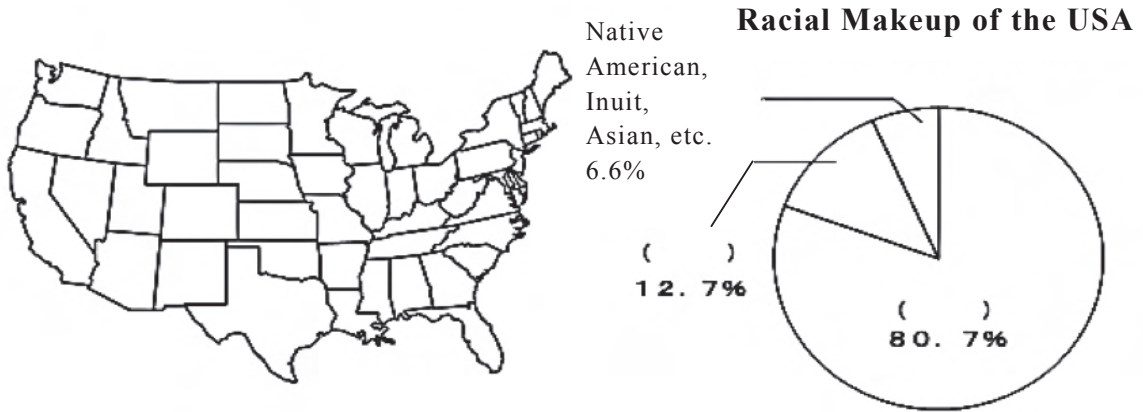 Racial Makeup of the USA
Native
American,
Inuit,
Asian, etc.
6.6%
(      )
12. 7%
(      )
80. 7%